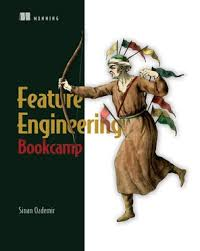 MANNING
Feature
Engineering
Bookcamp
Sinan Ozdemir